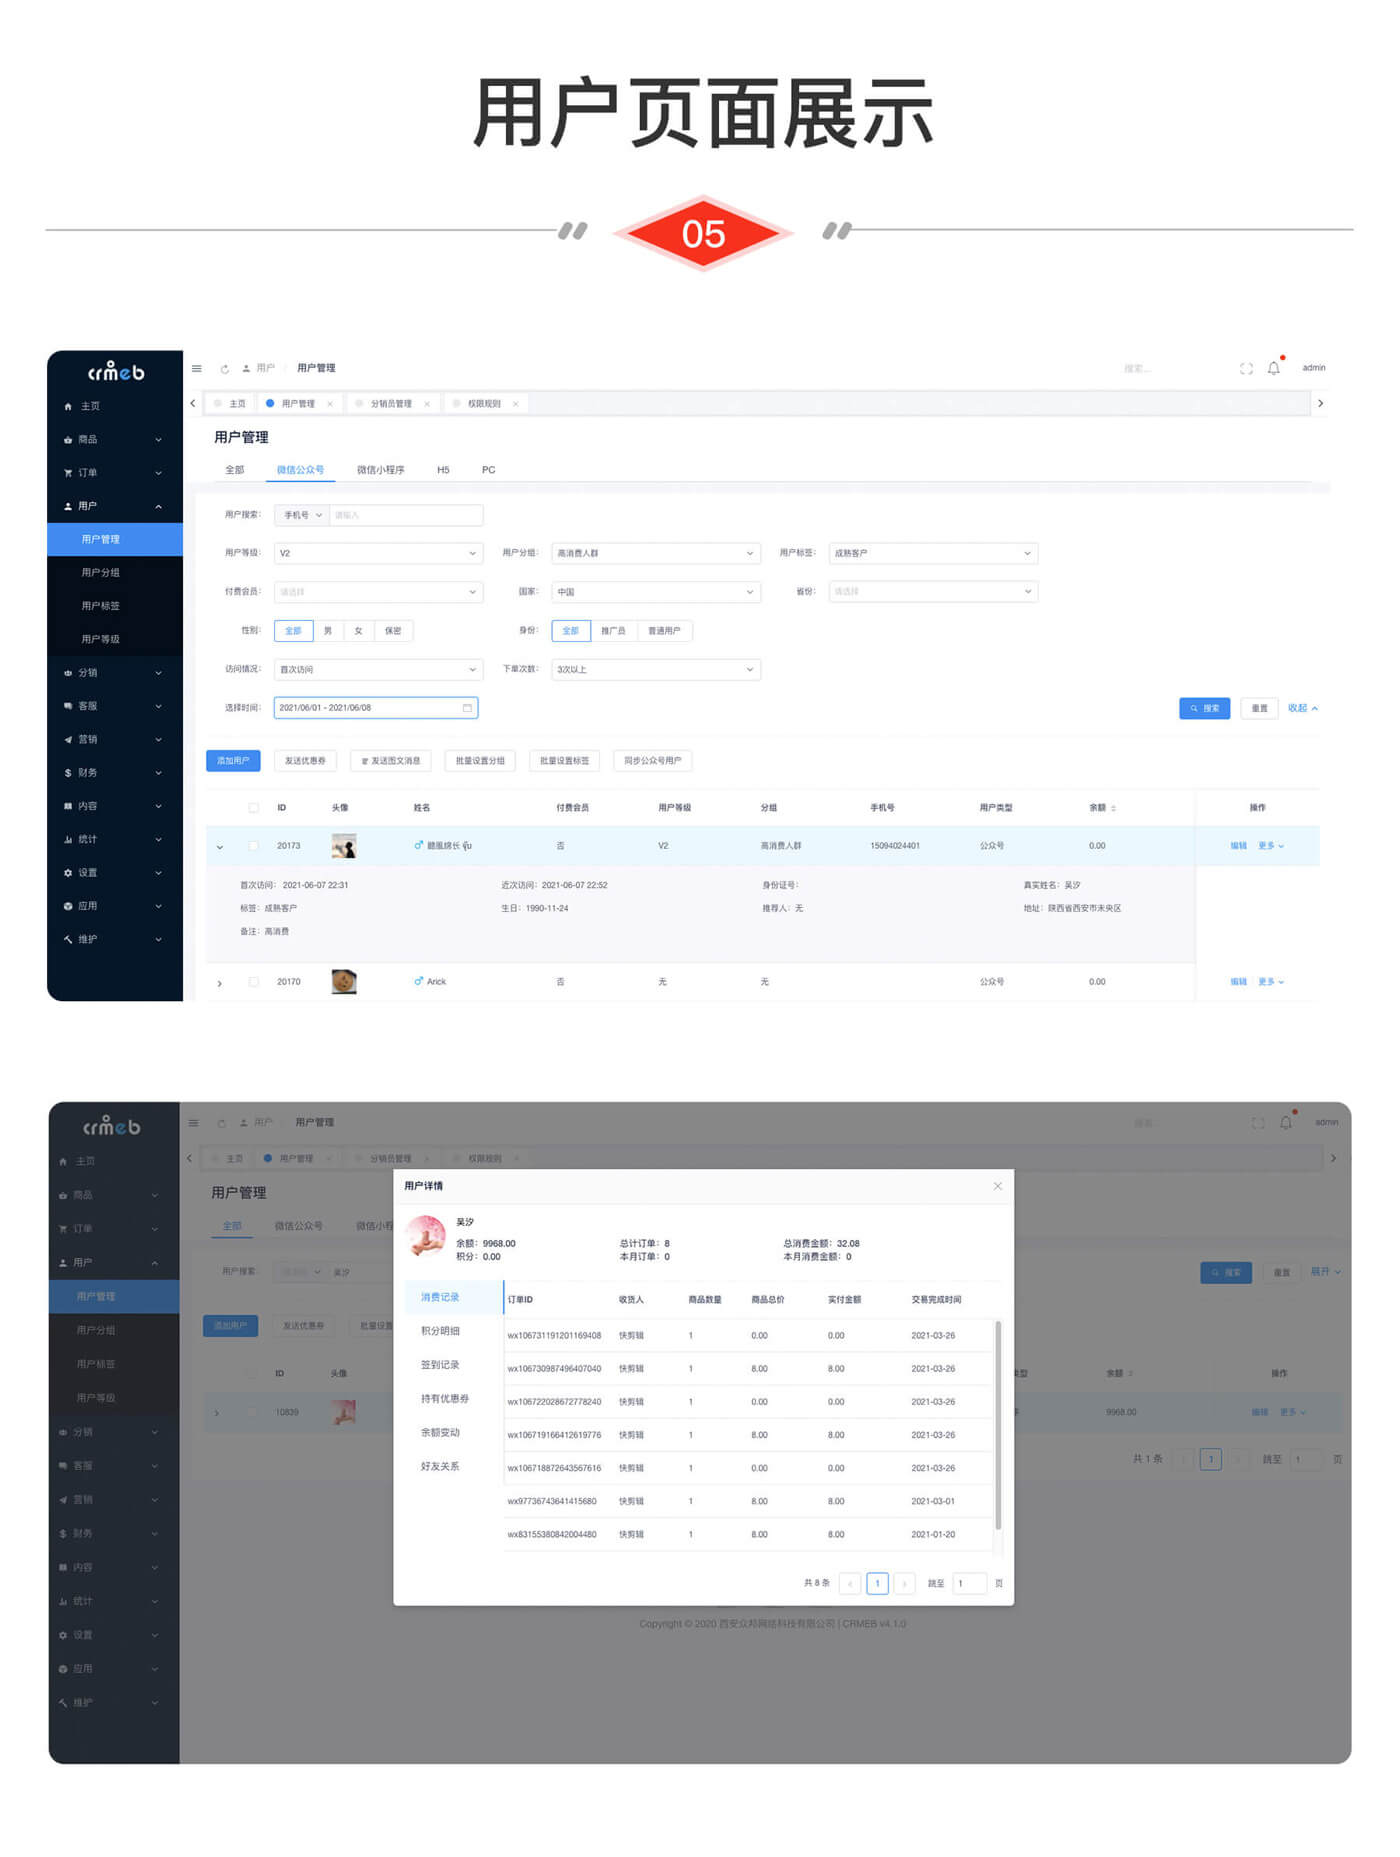 用户页面展示
05
crmeb
用户 / 用户管理
搜索...
admin
主页
用户管理
分销员管理
权限规则
主页
商品
订单
用户
用户管理
用户分组
用户标签
用户等级
分销
客服
营销
财务
内容
统计
设置
应用
维护
用户管理
全部 微信公众号 微信小程序 H5 PC
用户搜索: 手机号 请输入
用户等级: V2 用户分组: 高消费人群 用户标签: 成熟客户
付费会员: 请选择 国家: 中国 省份: 请选择
性别: 全部 男 女 保密 身份: 全部 推广员 普通用户
访问情况: 首次访问 下单次数: 3次以上
选择时间: 2021/06/01 - 2021/06/08 搜索 重置 收起
添加用户 发送优惠券 发送图文消息 批量设置分组 批量设置标签 同步公众号用户
ID 头像 姓名 付费会员 用户等级 分组 手机号 用户类型 余额 操作
20173 否 V2 高消费人群 15094024401 公众号 0.00 编辑 更多
首次访问: 2021-06-07 22:31 近次访问: 2021-06-07 22:52 身份证号: 真实姓名: 吴汐
标签: 成熟客户 生日: 1990-11-24 推荐人: 无 地址: 陕西省西安市未央区
备注: 高消费
20170 Arick 否 无 无 公众号 0.00 编辑 更多
crmeb
用户 / 用户管理
搜索
admin
主页
用户管理
分销员管理
权限规则
主页
商品
订单
用户
用户管理
用户分组
用户标签
用户等级
分销
客服
营销
财务
内容
统计
设置
应用
维护
用户管理
全部 微信公众号 微信小程
用户搜索: 吴汐 搜索 重置 展开
添加用户 发送优惠券 批量设置
ID 头像 类型 余额 操作
10839 9968.00 编辑 更多
共 1 条 1 跳至 1 页
用户详情
吴汐
余额: 9968.00 总计订单: 8 总消费金额: 32.08
积分: 0.00 本月订单: 0 本月消费金额: 0
消费记录
积分明细
签到记录
持有优惠券
余额变动
好友关系
订单ID 收货人 商品数量 商品总价 实付金额 交易完成时间
wx106731191201169408 快剪辑 1 0.00 0.00 2021-03-26
wx106730987496407040 快剪辑 1 8.00 8.00 2021-03-26
wx106722028672778240 快剪辑 1 0.00 0.00 2021-03-26
wx106719166412619776 快剪辑 1 8.00 8.00 2021-03-26
wx106718872643567616 快剪辑 1 0.00 0.00 2021-03-26
wx97736743641415680 快剪辑 1 8.00 8.00 2021-03-01
wx83155380842004480 快剪辑 1 8.00 8.00 2021-01-20
共 8 条 1 跳至 1 页
Copyright © 2020 西安众邦网络科技有限公司 | CRMEB v4.1.0